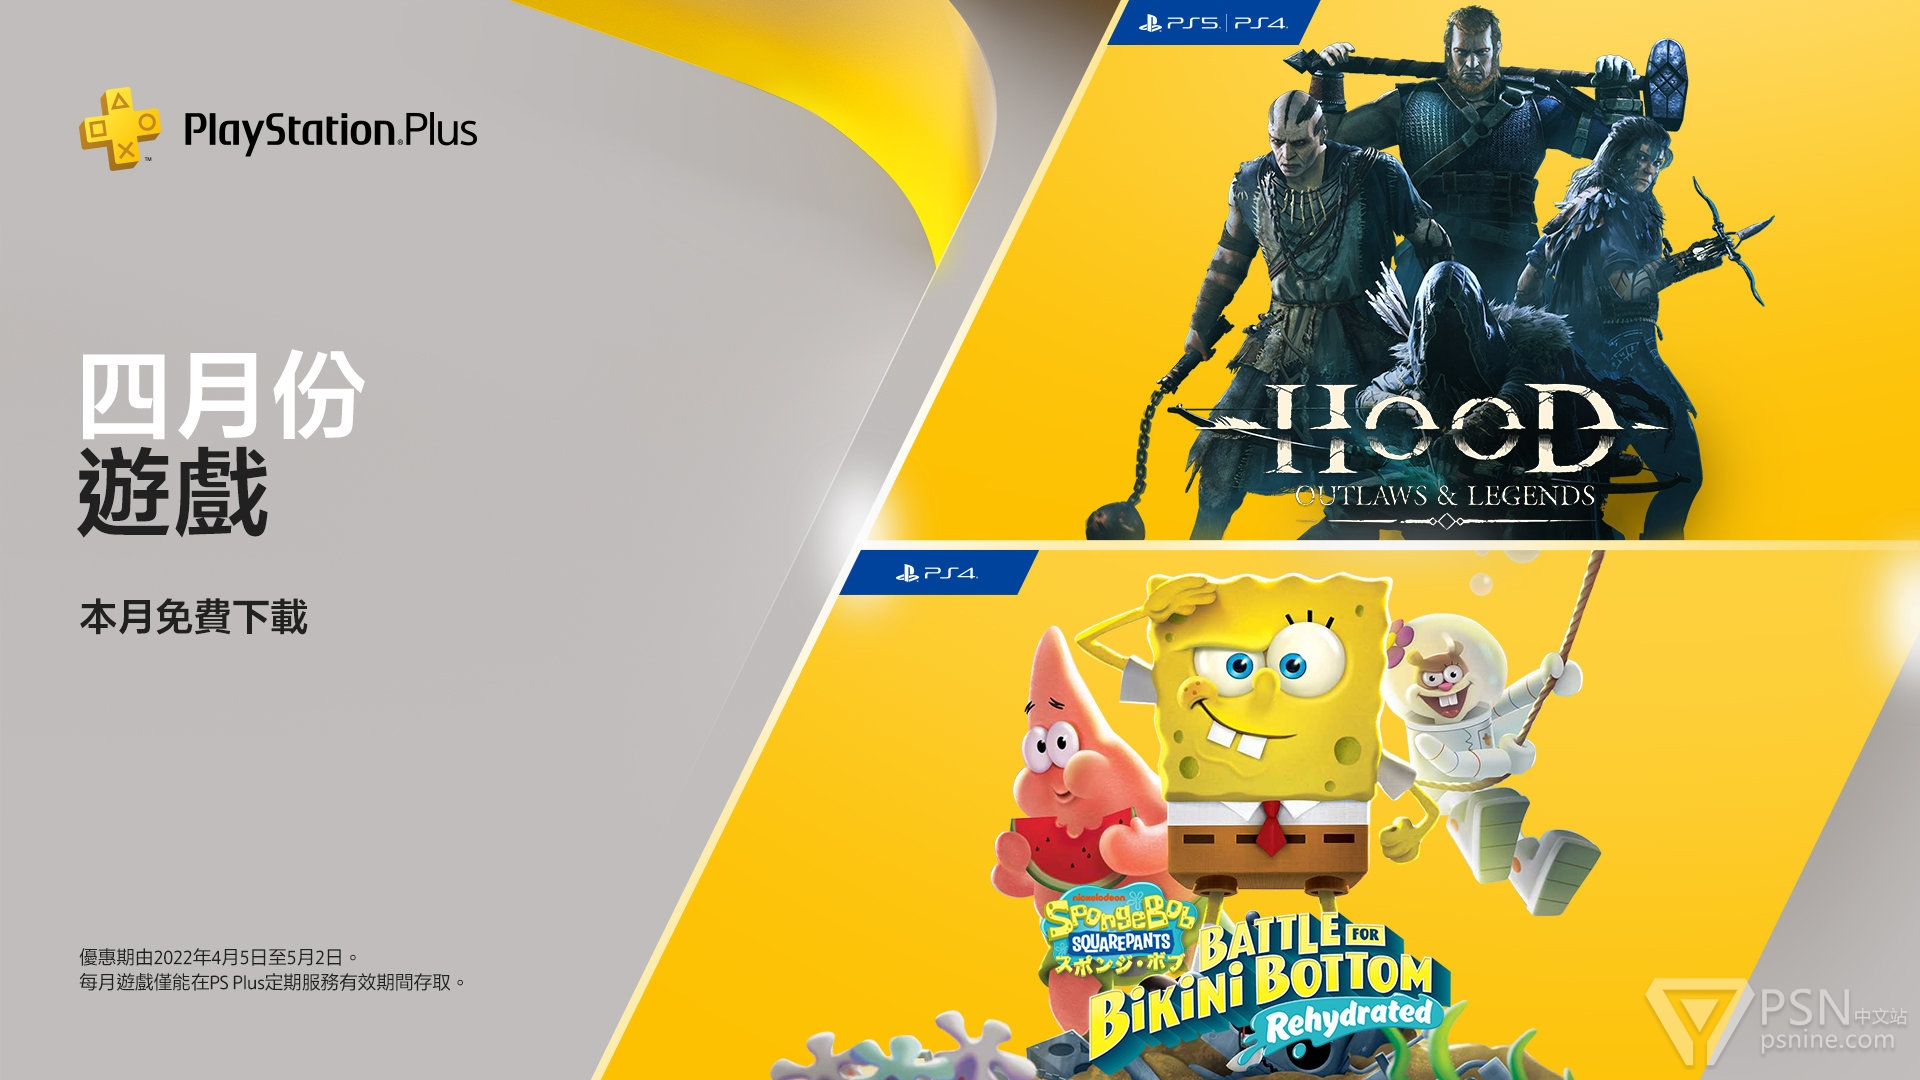 PlayStation®Plus
四月份
遊戲
本月免費下載
優惠期由2022年4月5日至5月2日。
每月遊戲僅能在PS Plus定期服務有效期間存取。
PS5 | PS4
HOOD
OUTLAWS & LEGENDS
PS4
nickelodeon
SPONGEBOB
SQUAREPANTS
スポンジ・ボブ
BATTLE FOR
BIKINI BOTTOM
Rehydrated
PSN中文站
psnine.com